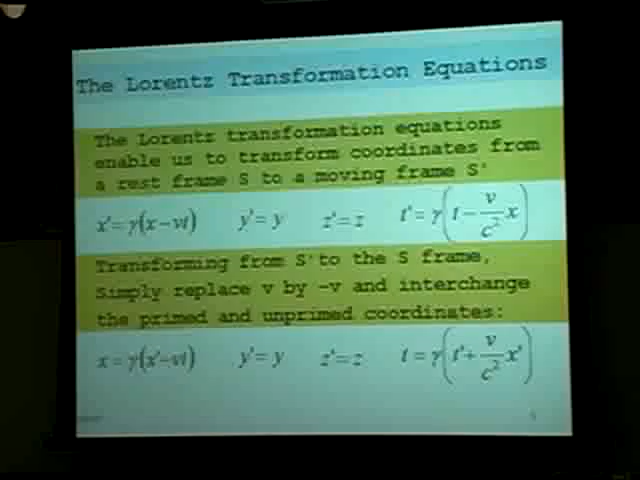 The Lorentz Transformation Equations
The Lorentz transformation equations
enable us to transform coordinates from
a rest frame S to a moving frame S'
x'= γ(x−vt) y'= y z'= z t'= γ(t − v/c² x)
Transforming from S'to the S frame,
Simply replace v by −v and interchange
the primed and unprimed coordinates:
x = γ(x'−vt) y'= y z'= z t = γ(t'+ v/c² x')